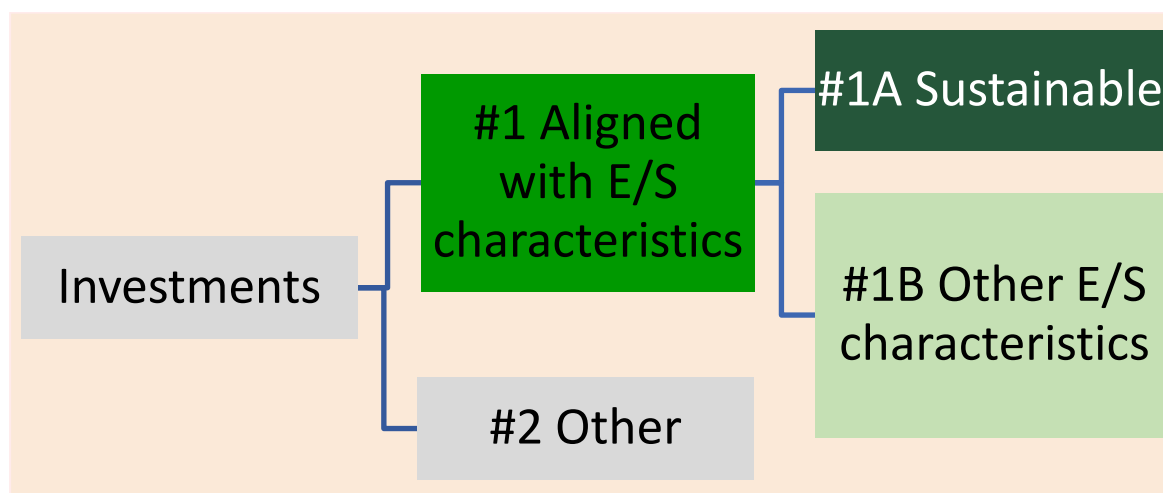 Investments
#1 Aligned
with E/S
characteristics
#2 Other
#1A Sustainable
#1B Other E/S
characteristics